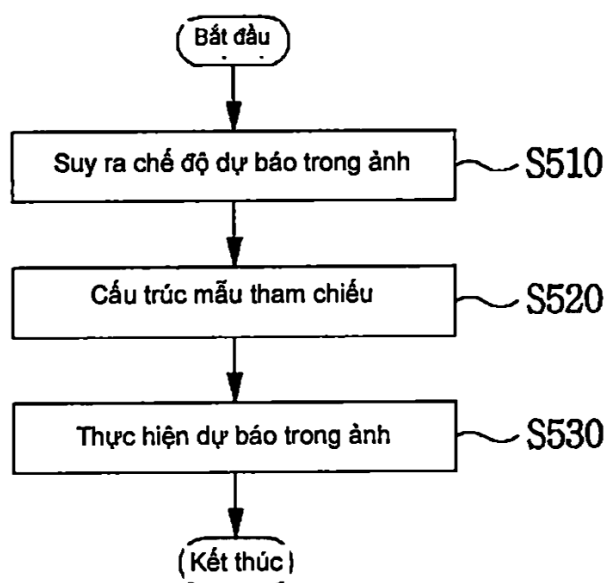 Bắt đầu
Suy ra chế độ dự báo trong ảnh
S510
Cấu trúc mẫu tham chiếu
S520
Thực hiện dự báo trong ảnh
S530
Kết thúc